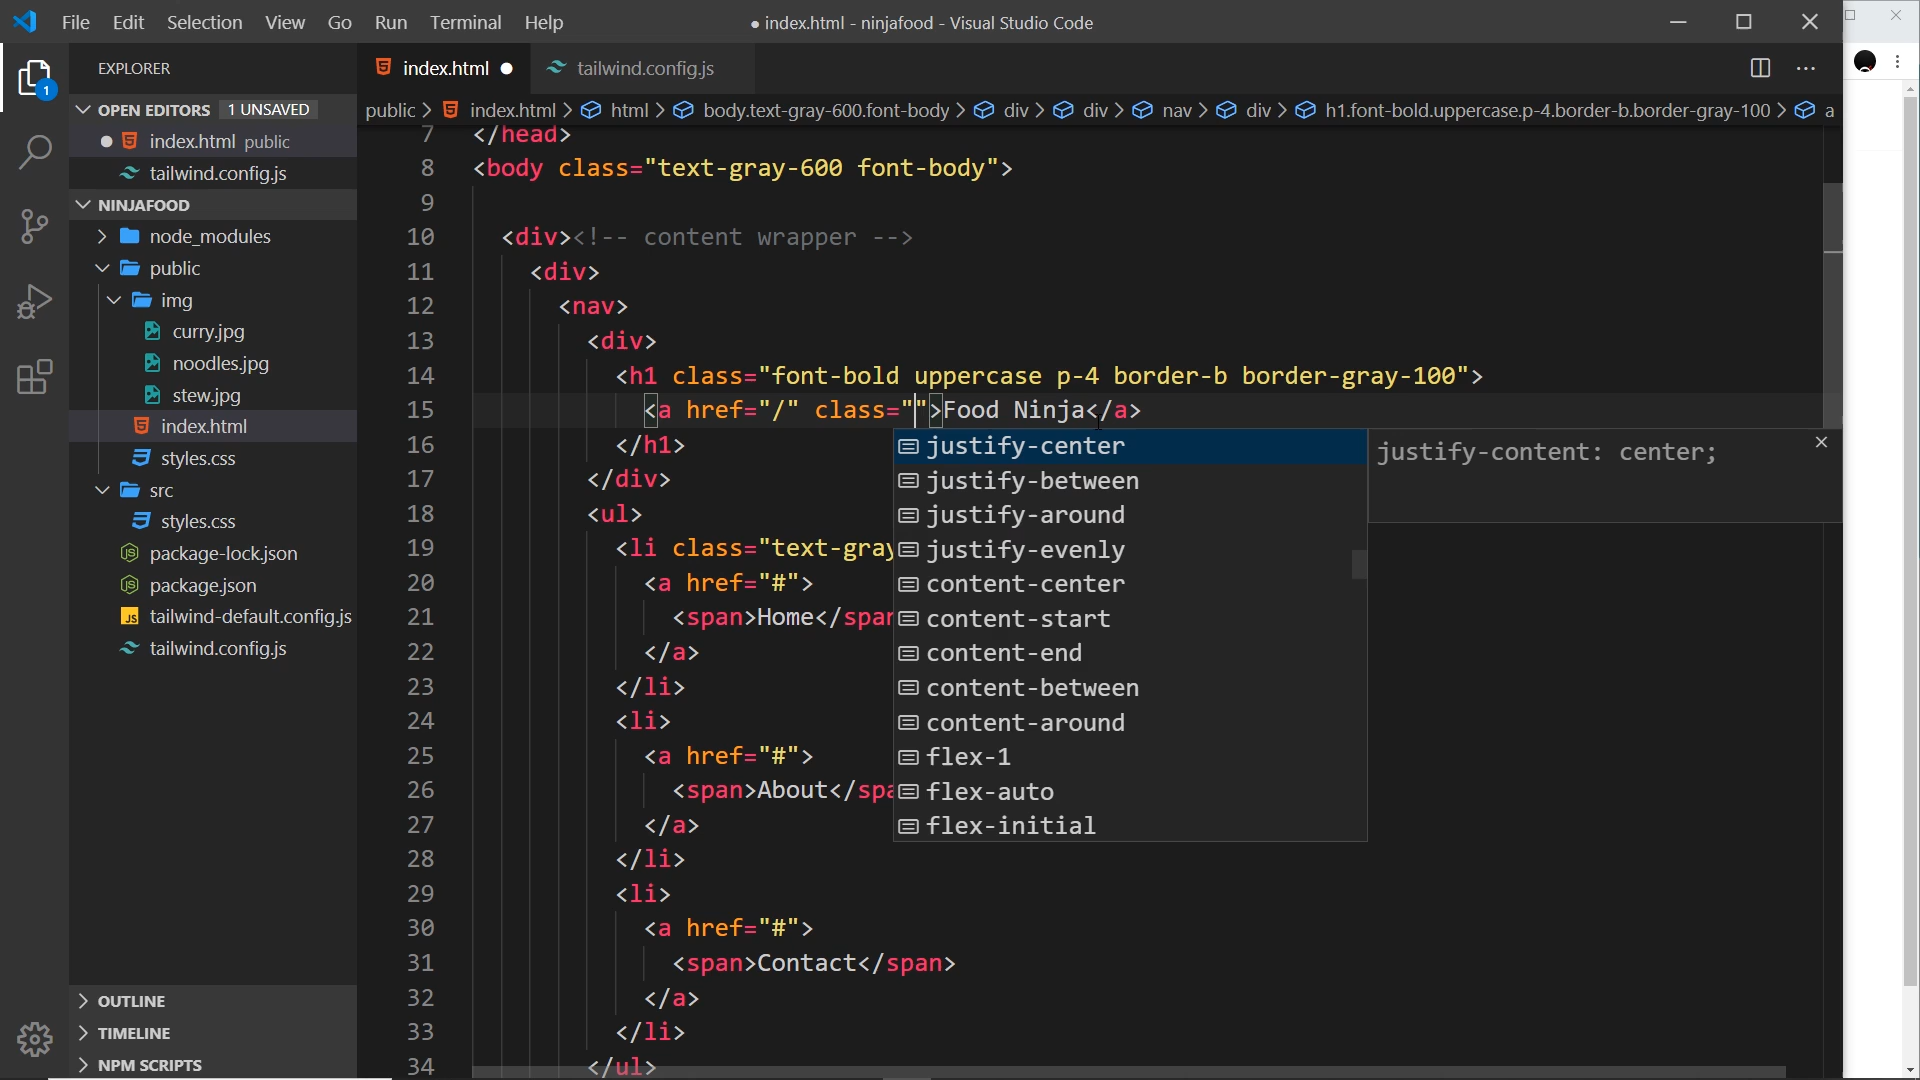 File Edit Selection View Go Run Terminal Help
● index.html - ninjafood - Visual Studio Code
1
EXPLORER
OPEN EDITORS 1 UNSAVED
index.html public
tailwind.config.js
NINJAFOOD
node_modules
public
img
curry.jpg
noodles.jpg
stew.jpg
index.html
styles.css
src
styles.css
package-lock.json
package.json
JS tailwind-default.config.js
tailwind.config.js
OUTLINE
TIMELINE
NPM SCRIPTS
index.html ●
tailwind.config.js
public > index.html > html > body.text-gray-600.font-body > div > div > nav > div > h1.font-bold.uppercase.p-4.border-b.border-gray-100 > a
7 </head>
8 <body class="text-gray-600 font-body">
9
10 <div><!-- content wrapper -->
11 <div>
12 <nav>
13 <div>
14 <h1 class="font-bold uppercase p-4 border-b border-gray-100">
15 <a href="/" class="">Food Ninja</a>
16 </h1>
17 </div>
18 <ul>
19 <li class="text-gray
20 <a href="#">
21 <span>Home</span
22 </a>
23 </li>
24 <li>
25 <a href="#">
26 <span>About</spa
27 </a>
28 </li>
29 <li>
30 <a href="#">
31 <span>Contact</span>
32 </a>
33 </li>
34 </ul>
justify-center
justify-between
justify-around
justify-evenly
content-center
content-start
content-end
content-between
content-around
flex-1
flex-auto
flex-initial
justify-content: center;